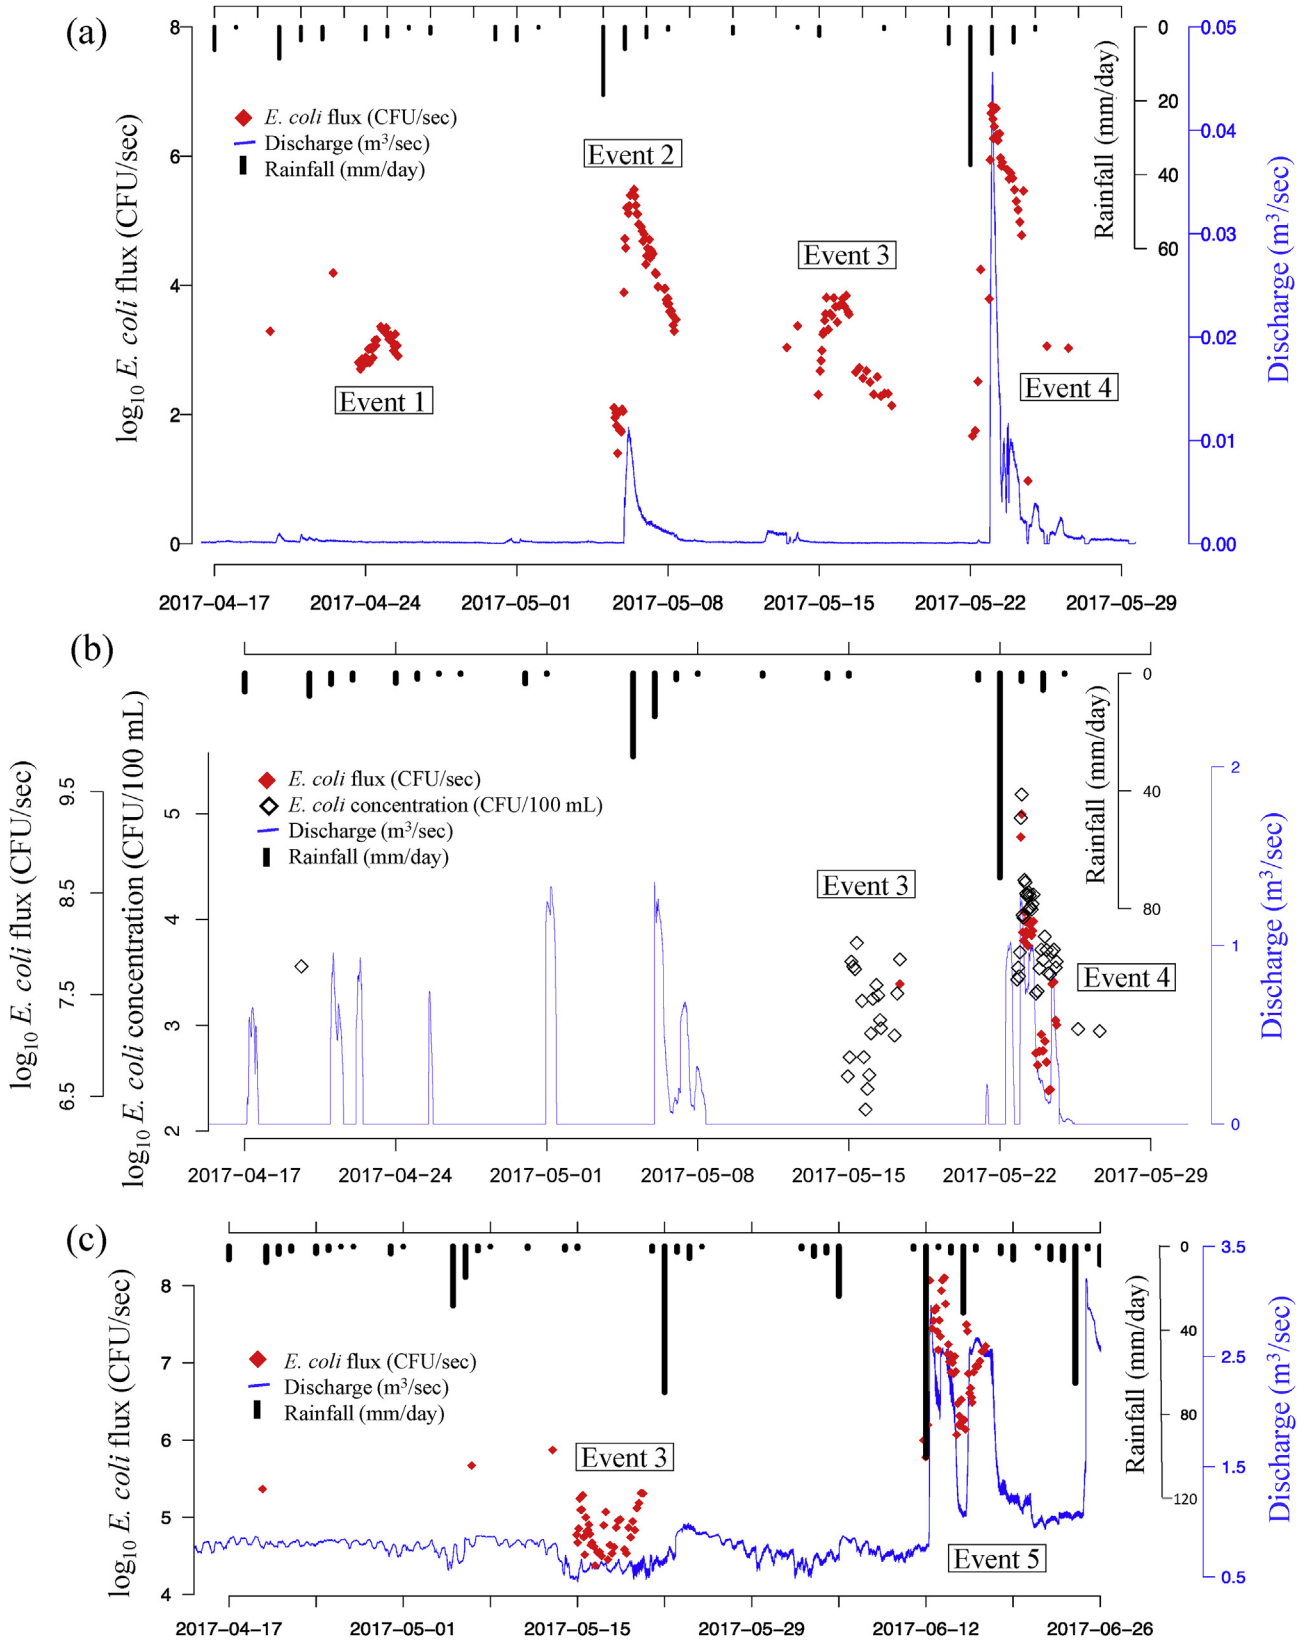 (a)
8
6
4
2
0
log10 E. coli flux (CFU/sec)
E. coli flux (CFU/sec)
Discharge (m3/sec)
Rainfall (mm/day)
Event 1
Event 2
Event 3
Event 4
0
20
40
60
Rainfall (mm/day)
0.05
0.04
0.03
0.02
0.01
0.00
Discharge (m3/sec)
2017-04-17 2017-04-24 2017-05-01 2017-05-08 2017-05-15 2017-05-22 2017-05-29
(b)
9.5
8.5
7.5
6.5
log10 E. coli flux (CFU/sec)
5
4
3
2
log10 E. coli concentration (CFU/100 mL)
E. coli flux (CFU/sec)
E. coli concentration (CFU/100 mL)
Discharge (m3/sec)
Rainfall (mm/day)
Event 3
Event 4
0
40
80
Rainfall (mm/day)
2
1
0
Discharge (m3/sec)
2017-04-17 2017-04-24 2017-05-01 2017-05-08 2017-05-15 2017-05-22 2017-05-29
(c)
8
7
6
5
4
log10 E. coli flux (CFU/sec)
E. coli flux (CFU/sec)
Discharge (m3/sec)
Rainfall (mm/day)
Event 3
Event 5
0
40
80
120
Rainfall (mm/day)
3.5
2.5
1.5
0.5
Discharge (m3/sec)
2017-04-17 2017-05-01 2017-05-15 2017-05-29 2017-06-12 2017-06-26